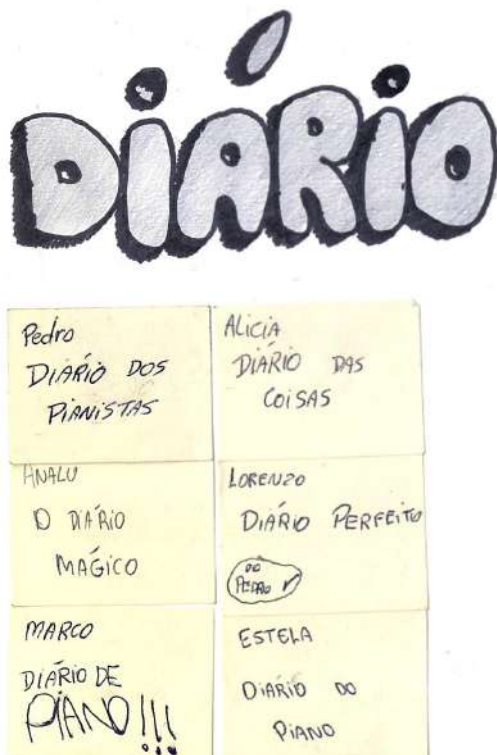 DIÁRIO
Pedro
DIÁRIO DOS
PIANISTAS
ALICIA
DIÁRIO DAS
COISAS
ANALU
O DIÁRIO
MÁGICO
LORENZO
DIÁRIO PERFEITO
DO
PEDRO
MARCO
DIÁRIO DE
PIANO!!!
ESTELA
DIÁRIO DO
PIANO